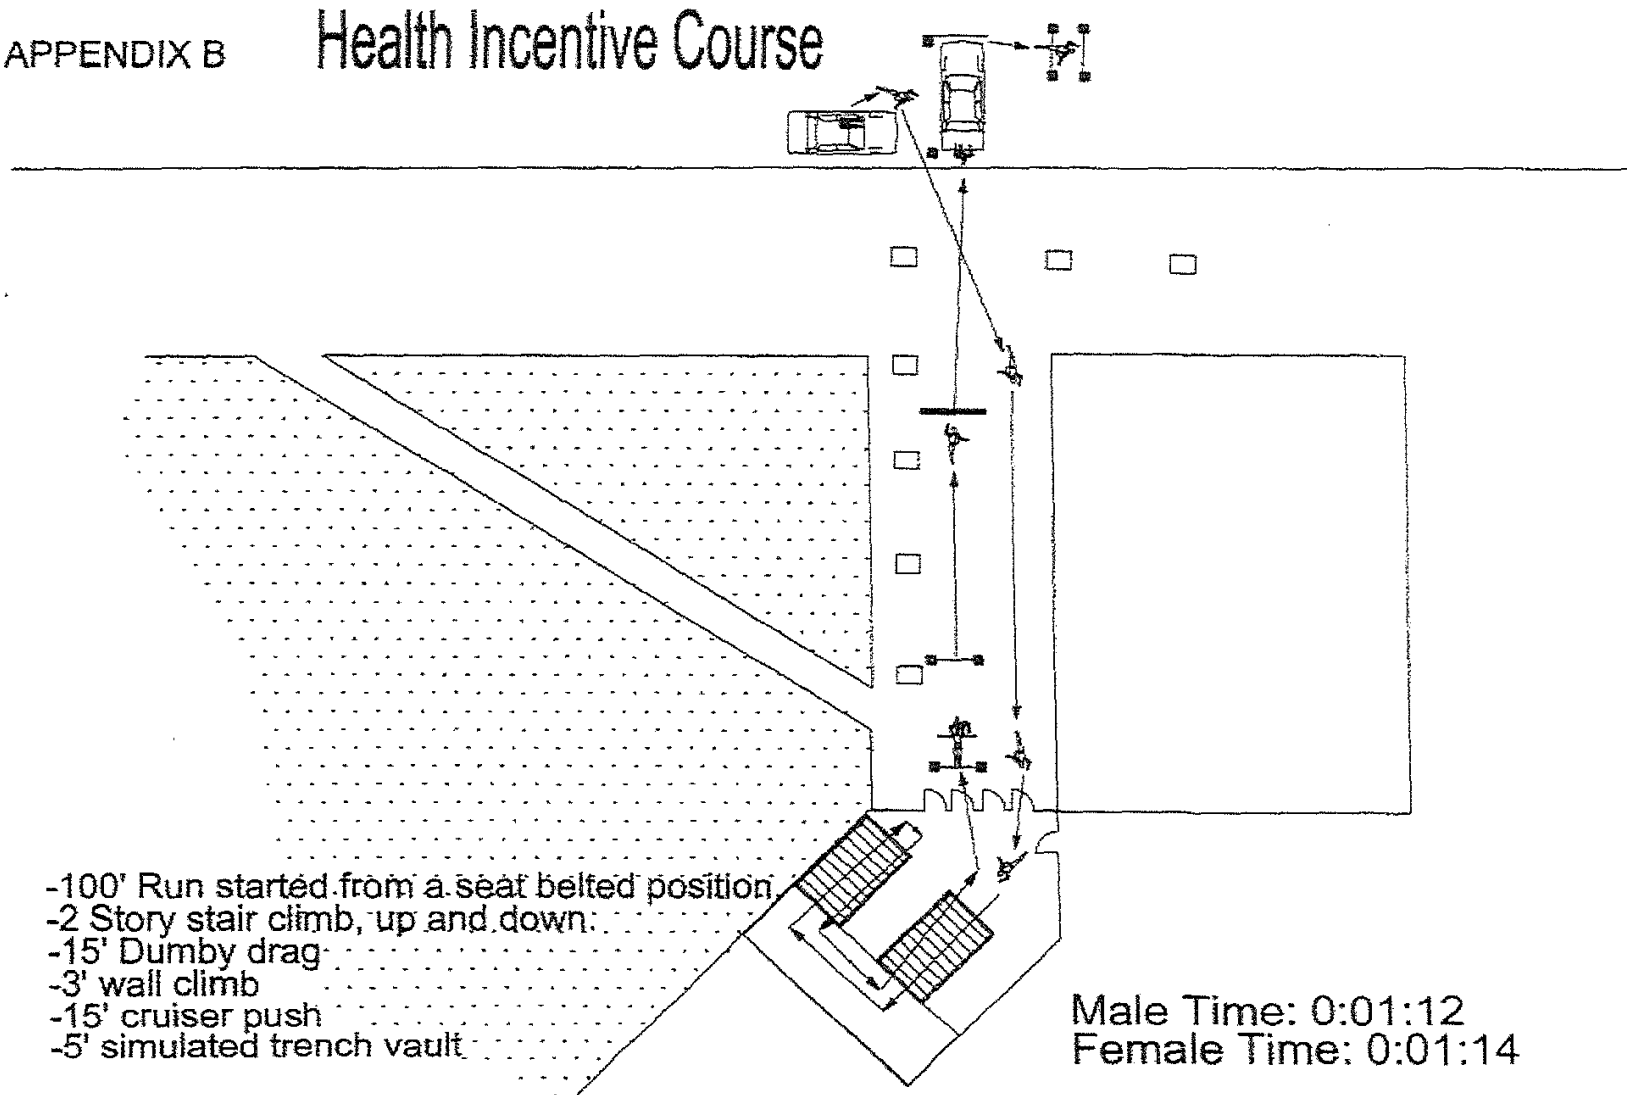 APPENDIX B
Health Incentive Course
-100' Run started from a seat belted position
-2 Story stair climb, up and down
-15' Dumby drag
-3' wall climb
-15' cruiser push
-5' simulated trench vault
Male Time: 0:01:12
Female Time: 0:01:14